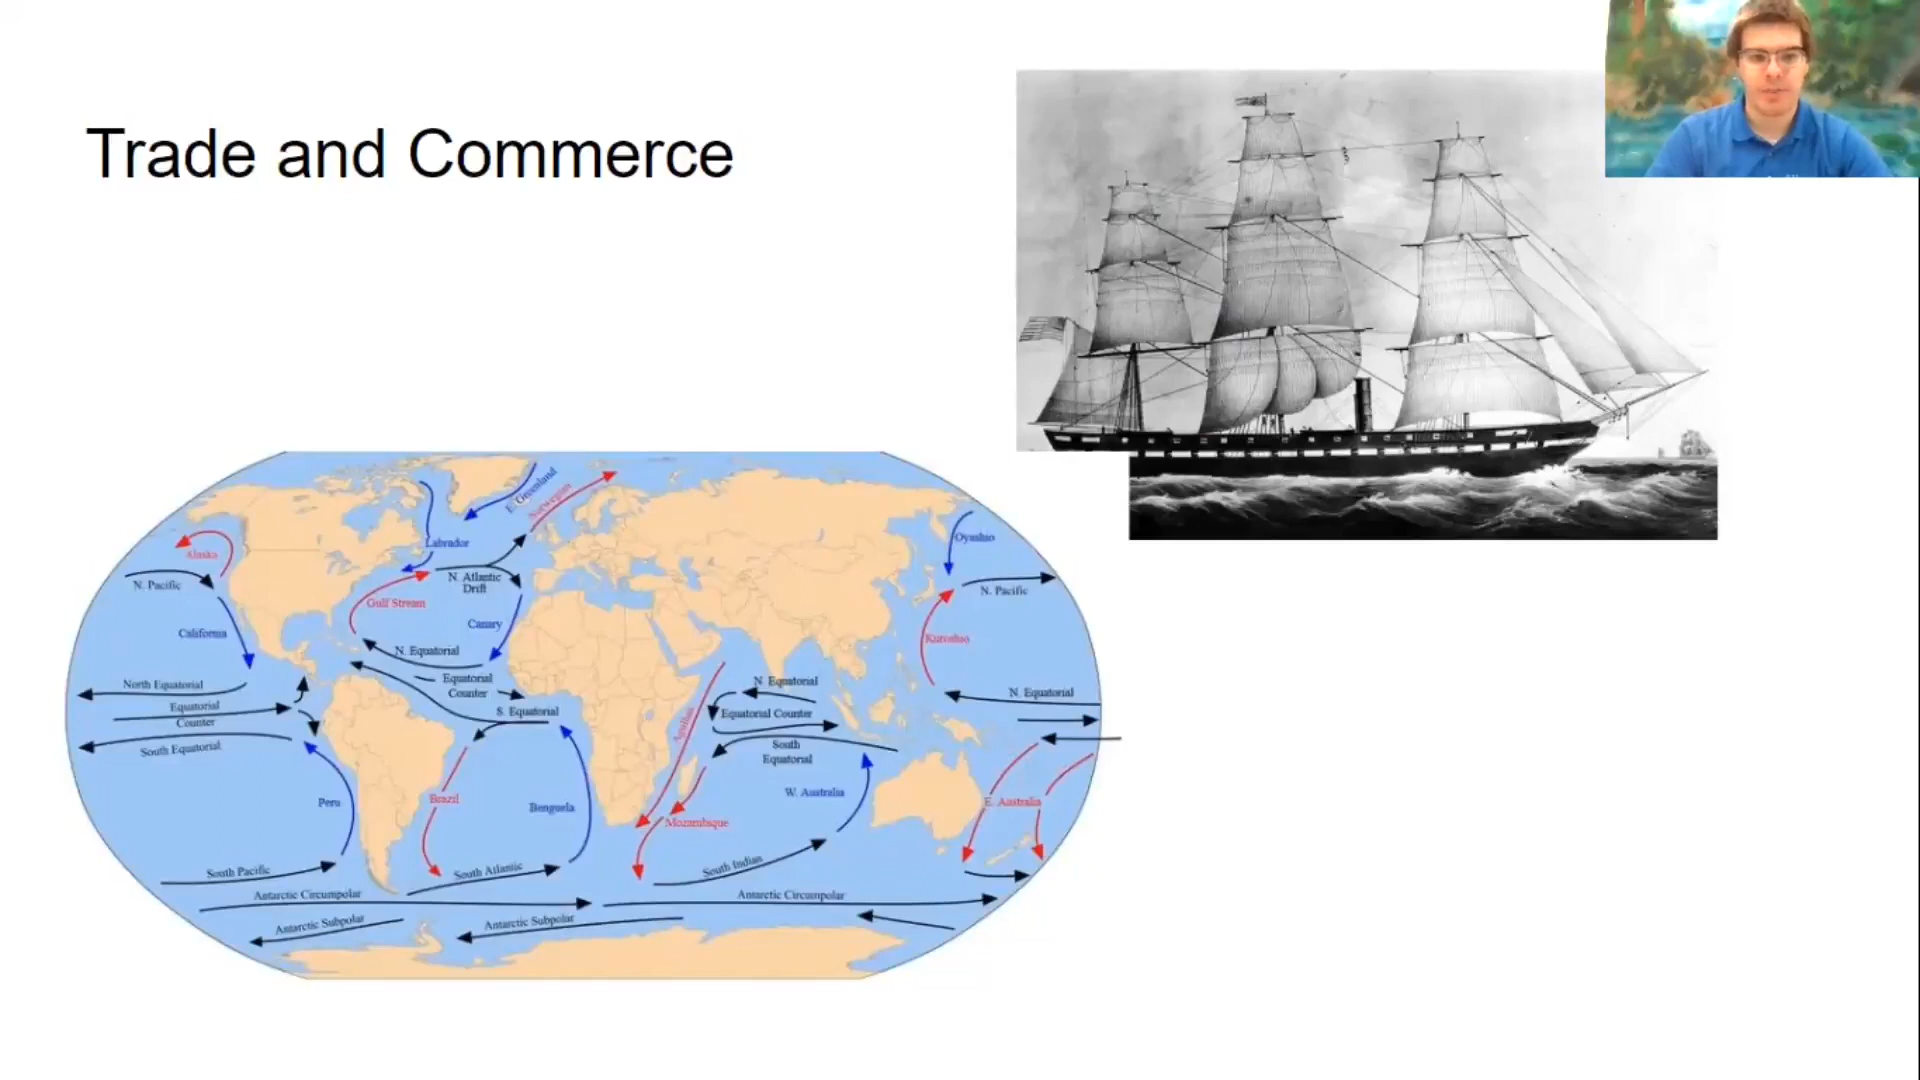 Trade and Commerce
E. Greenland
Norwegian
Labrador
Oyashio
Alaska
N. Pacific
N. Atlantic
Drift
N. Pacific
Gulf Stream
California
Canary
Kuroshio
N. Equatorial
Equatorial
Counter
North Equatorial
N. Equatorial
N. Equatorial
Equatorial
Counter
S. Equatorial
Equatorial Counter
Agulhas
South Equatorial
South
Equatorial
Peru
Brazil
Benguela
W. Australia
E. Australia
Mozambique
South Pacific
South Atlantic
South Indian
Antarctic Circumpolar
Antarctic Circumpolar
Antarctic Subpolar
Antarctic Subpolar